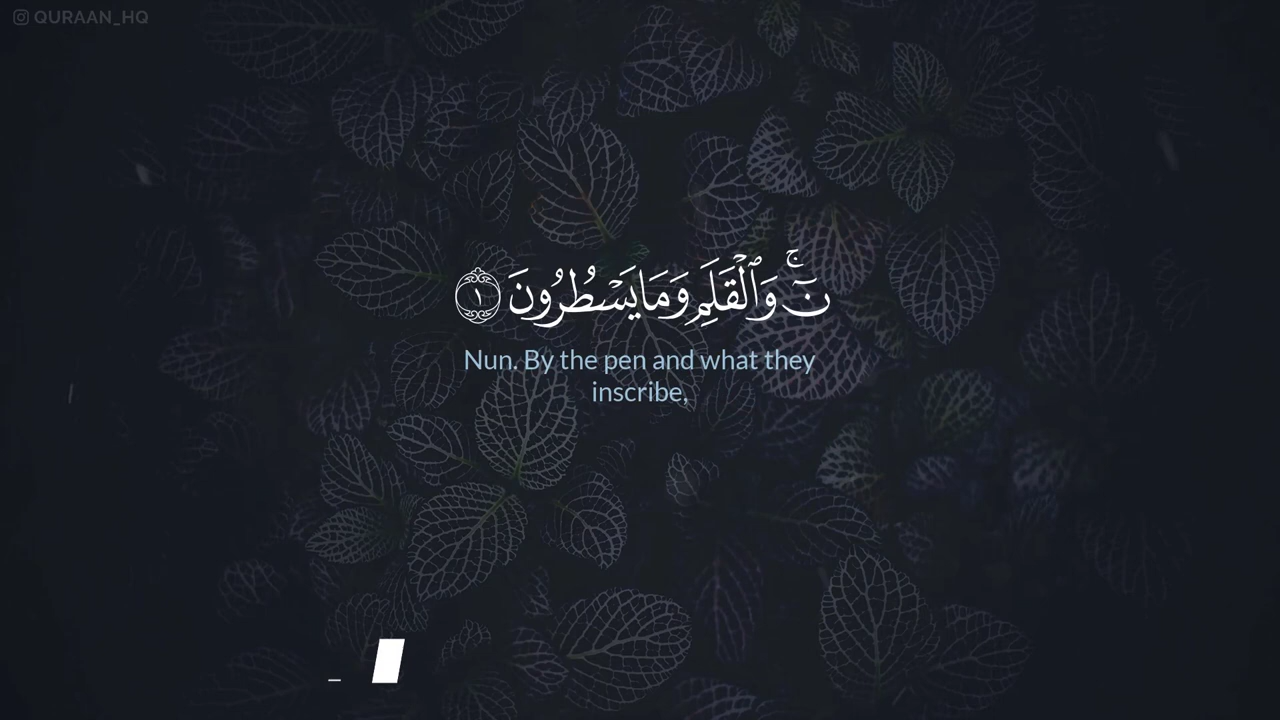 QURAAN_HQ
نٓ ۚ وَٱلْقَلَمِ وَمَا يَسْطُرُونَ ١
Nun. By the pen and what they
inscribe,